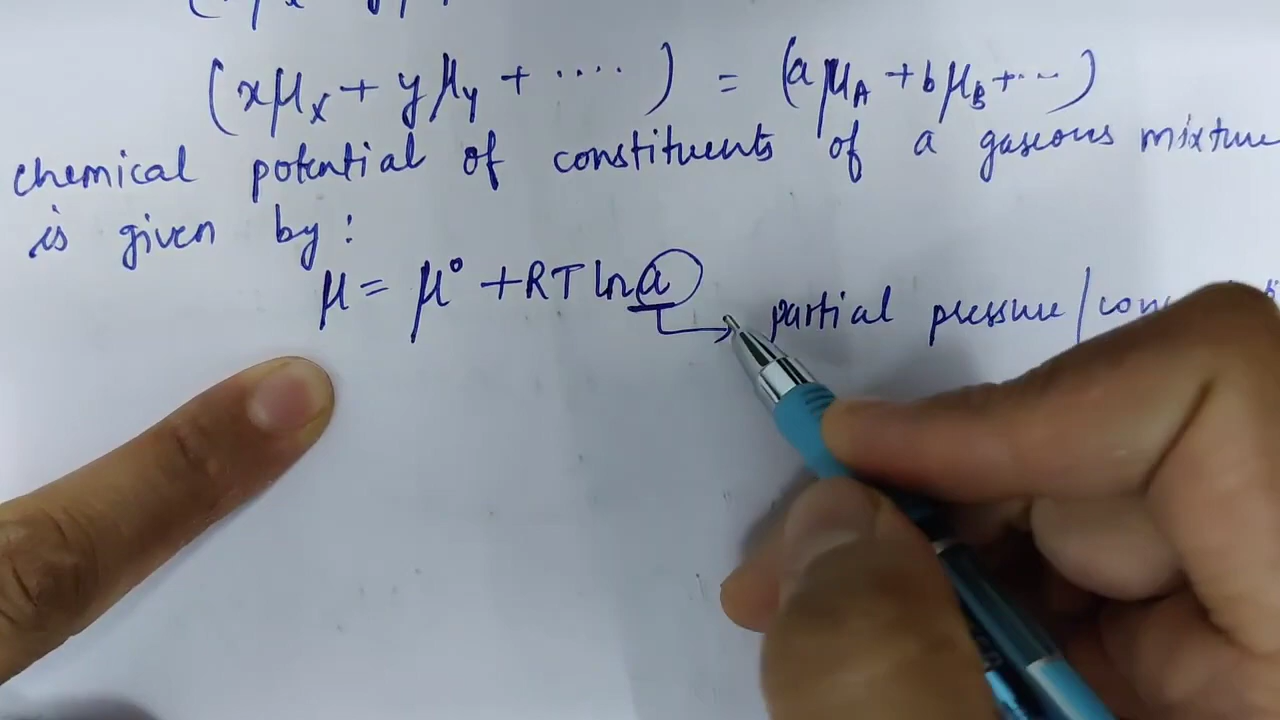 (xμX + yμY + ....) = (aμA + bμB + ...)
chemical potential of constituents of a gaseous mixture
is given by:
μ = μ° + RT ln a
partial pressure /